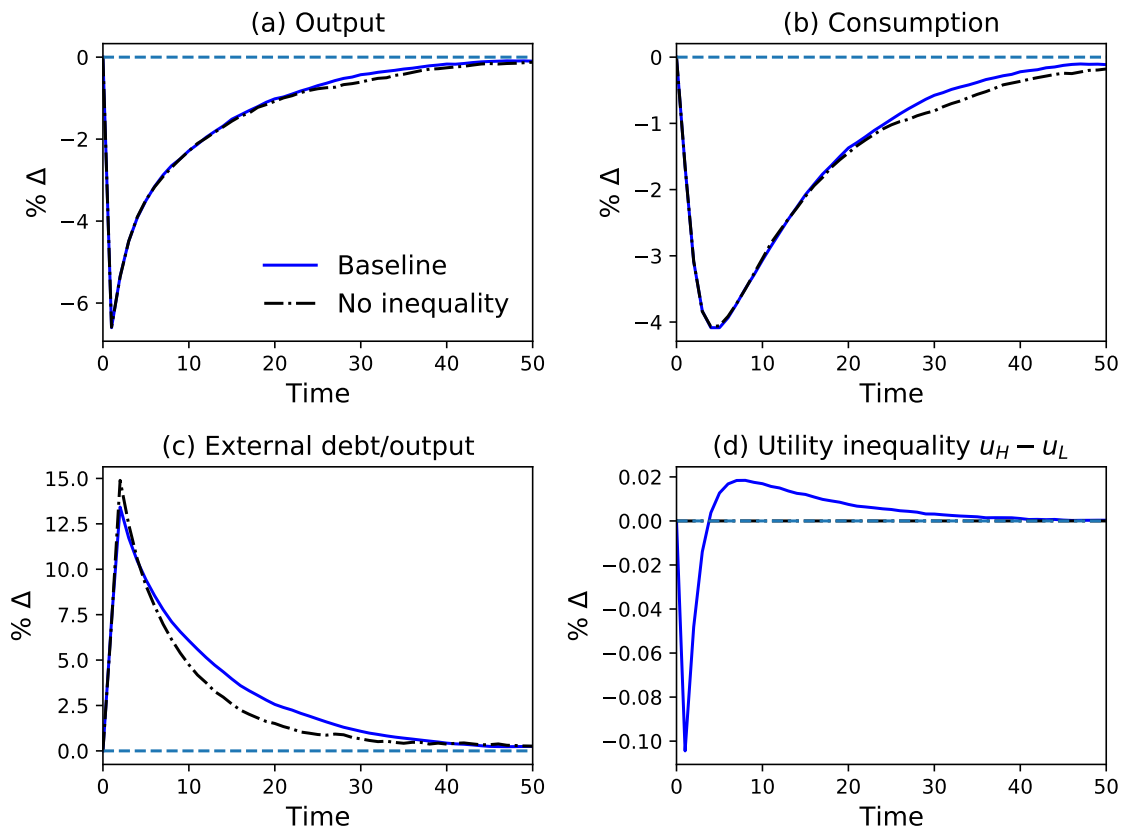 (a) Output
0
−2
−4
−6
% Δ
Baseline
No inequality
0 10 20 30 40 50
Time
(b) Consumption
0
−1
−2
−3
−4
% Δ
0 10 20 30 40 50
Time
(c) External debt/output
15.0
12.5
10.0
7.5
5.0
2.5
0.0
% Δ
0 10 20 30 40 50
Time
(d) Utility inequality u_H − u_L
0.02
0.00
−0.02
−0.04
−0.06
−0.08
−0.10
% Δ
0 10 20 30 40 50
Time